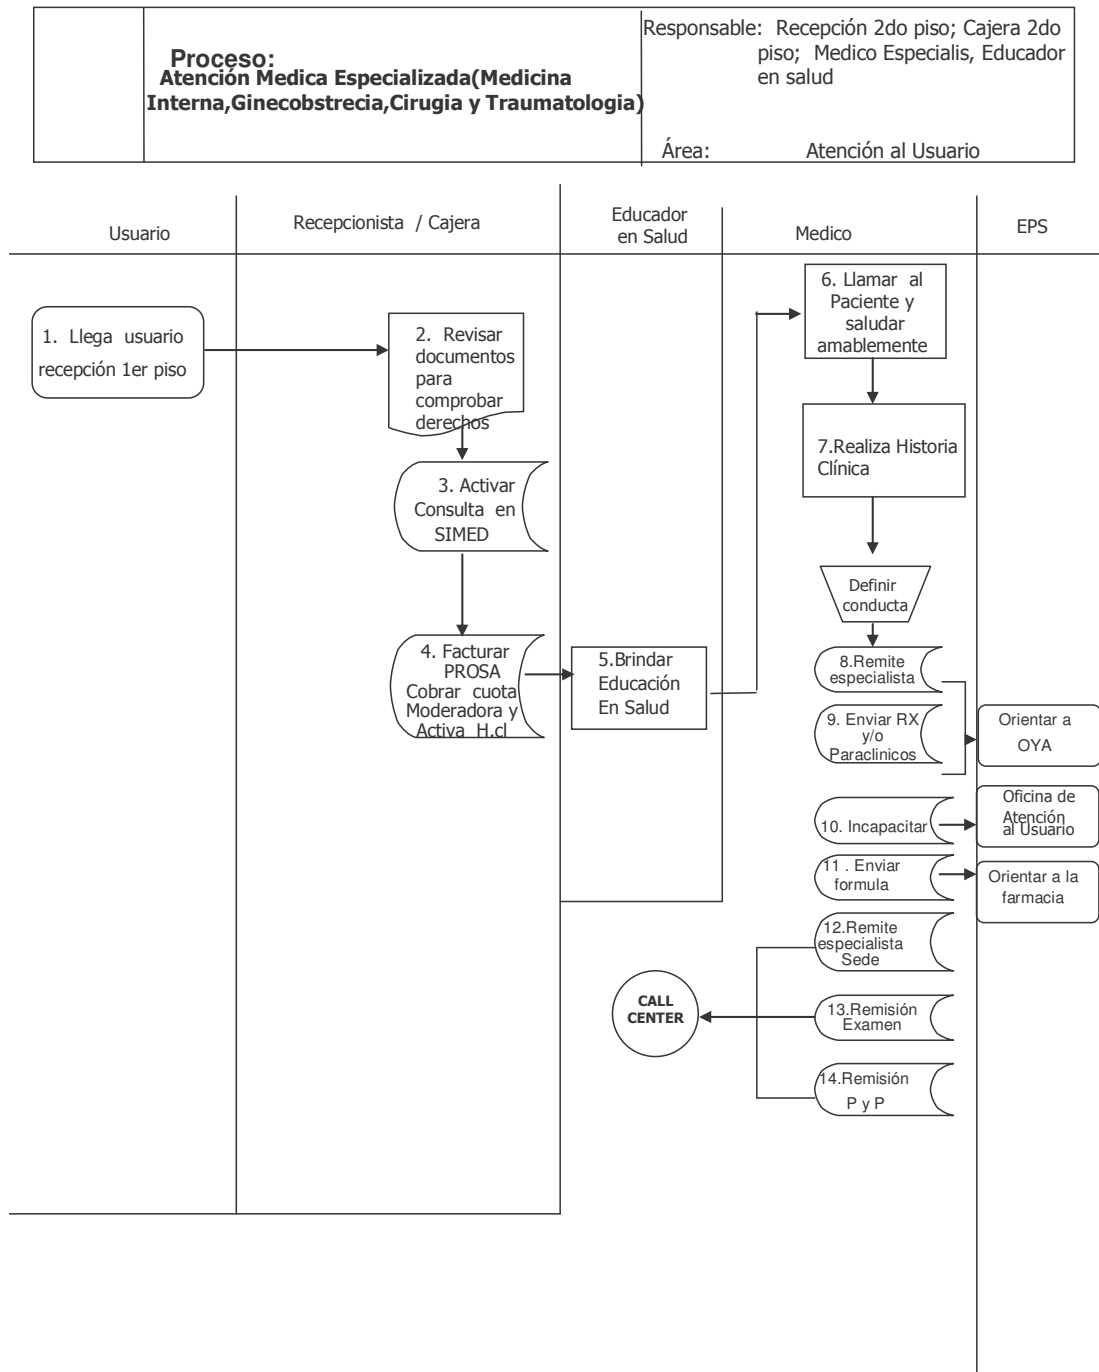 Proceso:
Atención Medica Especializada(Medicina
Interna,Ginecobstrecia,Cirugia y Traumatologia)
Responsable: Recepción 2do piso; Cajera 2do
piso; Medico Especialis, Educador
en salud
Área: Atención al Usuario
Usuario
Recepcionista / Cajera
Educador
en Salud
Medico
EPS
1. Llega usuario
recepción 1er piso
2. Revisar
documentos
para
comprobar
derechos
3. Activar
Consulta en
SIMED
4. Facturar
PROSA
Cobrar cuota
Moderadora y
Activa H.cl
5.Brindar
Educación
En Salud
6. Llamar al
Paciente y
saludar
amablemente
7.Realiza Historia
Clínica
Definir
conducta
8.Remite
especialista
9. Enviar RX
y/o
Paraclinicos
Orientar a
OYA
10. Incapacitar
Oficina de
Atención
al Usuario
11 . Enviar
formula
Orientar a la
farmacia
12.Remite
especialista
Sede
13.Remisión
Examen
14.Remisión
P y P
CALL
CENTER